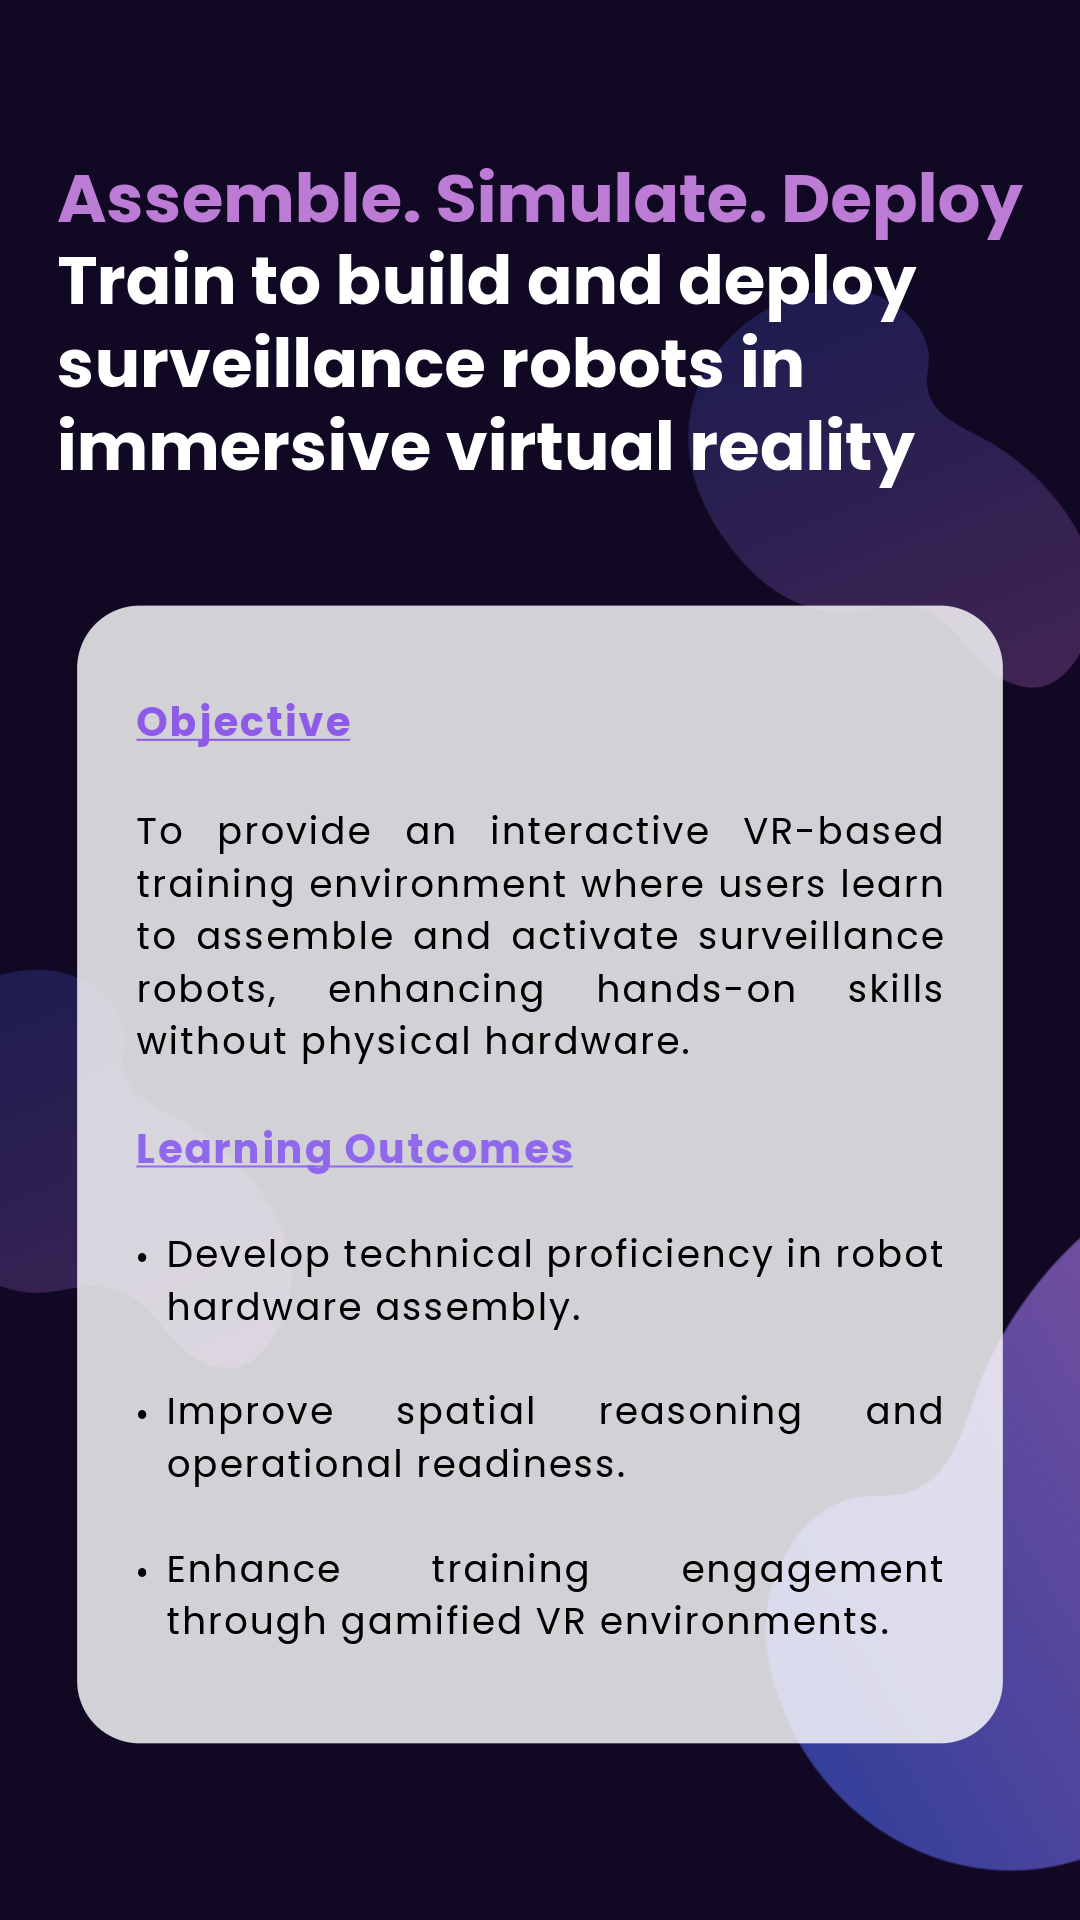 Assemble. Simulate. Deploy
Train to build and deploy
surveillance robots in
immersive virtual reality
Objective
To provide an interactive VR-based
training environment where users learn
to assemble and activate surveillance
robots, enhancing hands-on skills
without physical hardware.
Learning Outcomes
• Develop technical proficiency in robot
hardware assembly.
• Improve spatial reasoning and
operational readiness.
• Enhance training engagement
through gamified VR environments.